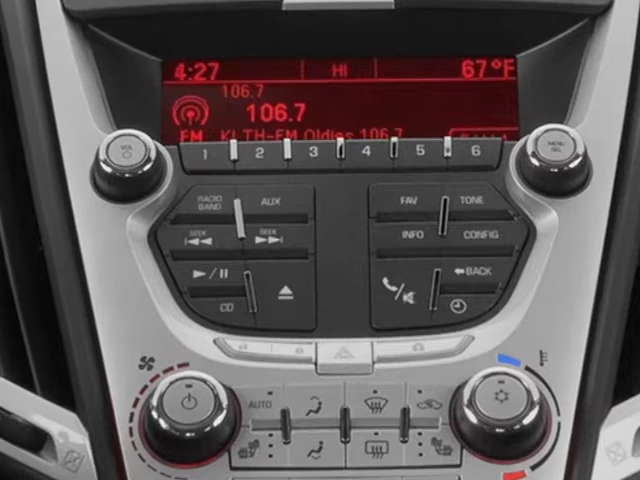 4:27 HI 67°F
106.7
106.7
FM KLTH-FM Oldies 106.7
VOL
MENU SEL
1 2 3 4 5 6
RADIO BAND AUX FAV TONE
SEEK SEEK INFO CONFIG
BACK
CD
AUTO